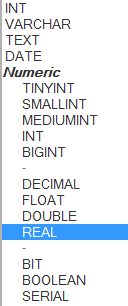 INT
VARCHAR
TEXT
DATE
Numeric
TINYINT
SMALLINT
MEDIUMINT
INT
BIGINT
-
DECIMAL
FLOAT
DOUBLE
REAL
-
BIT
BOOLEAN
SERIAL